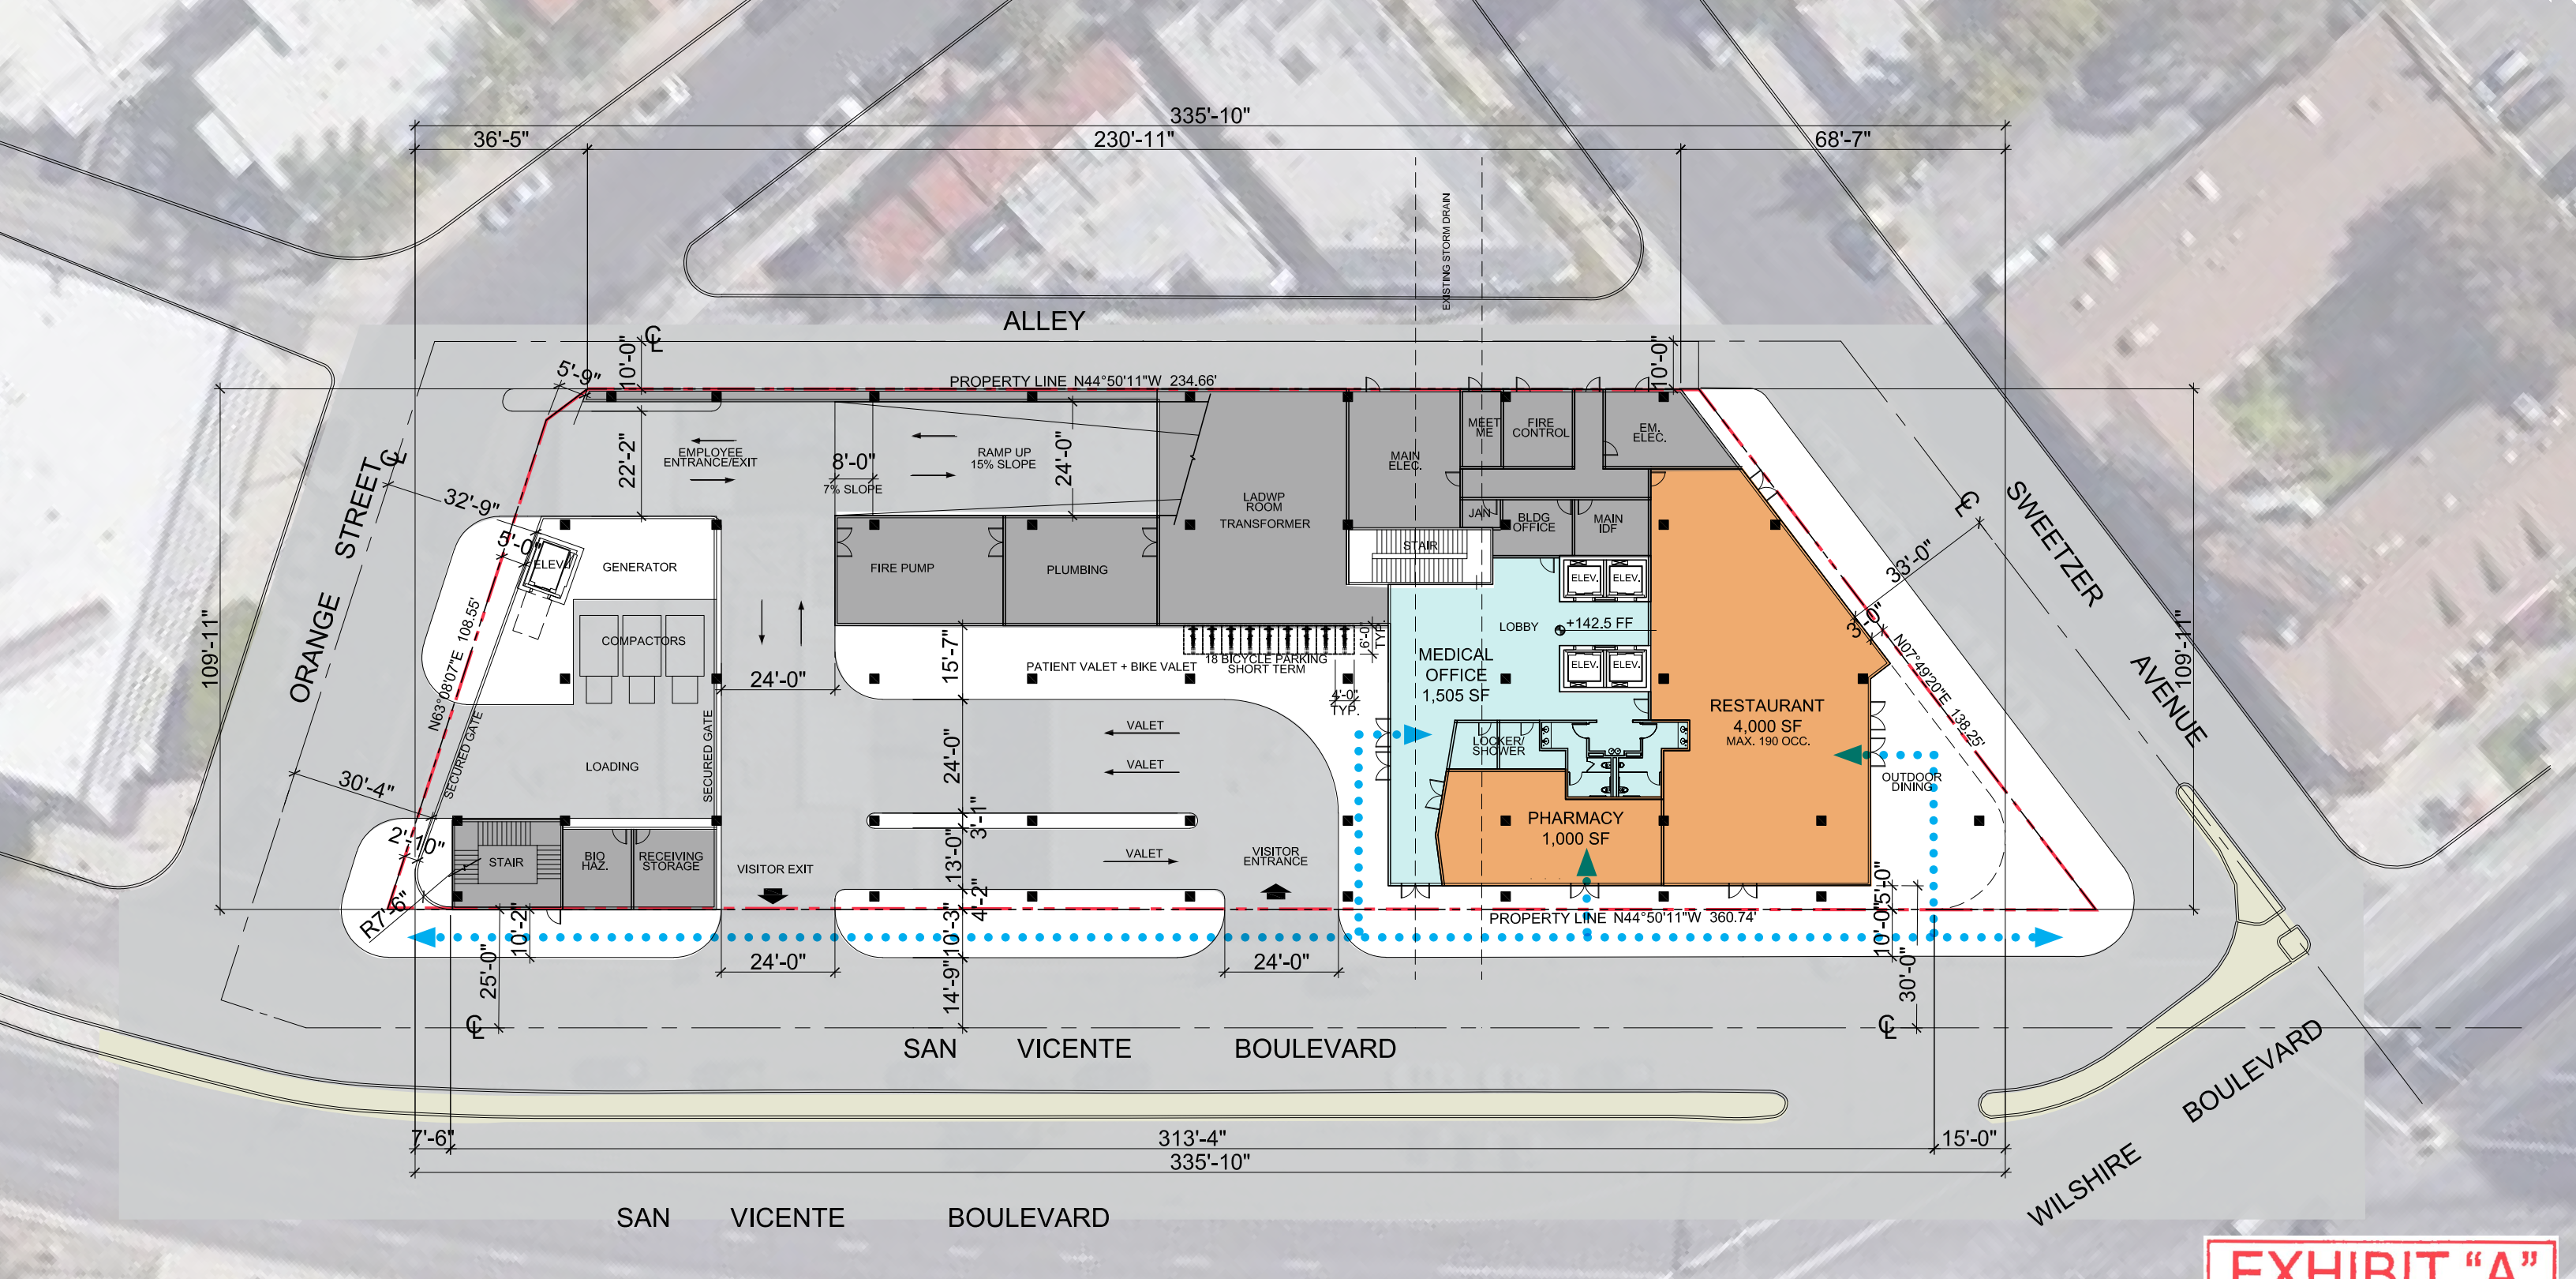 335'-10"
36'-5"
230'-11"
68'-7"
EXISTING STORM DRAIN
ALLEY
℄
10'-0"
10'-0"
5'-9"
PROPERTY LINE N44°50'11"W 234.66'
22'-2"
EMPLOYEE
ENTRANCE/EXIT
8'-0"
7% SLOPE
RAMP UP
15% SLOPE
24'-0"
LADWP
ROOM
TRANSFORMER
MAIN
ELEC.
MEET
ME
FIRE
CONTROL
EM.
ELEC.
JAN
BLDG
OFFICE
MAIN
IDF
STAIR
ORANGE STREET
℄
32'-9"
5'-0"
ELEV.
GENERATOR
FIRE PUMP
PLUMBING
ELEV.
ELEV.
LOBBY
+142.5 FF
ELEV.
ELEV.
SWEETZER AVENUE
℄
33'-0"
3'-0"
N07°49'20"E 138.25'
109'-11"
109'-11"
N63°08'07"E 108.55'
COMPACTORS
15'-7"
PATIENT VALET + BIKE VALET
18 BICYCLE PARKING
SHORT TERM
6'-0"
TYP.
4'-0"
TYP.
MEDICAL
OFFICE
1,505 SF
RESTAURANT
4,000 SF
MAX. 190 OCC.
24'-0"
SECURED GATE
SECURED GATE
LOADING
30'-4"
VALET
VALET
24'-0"
LOCKER/
SHOWER
OUTDOOR
DINING
3'-1"
PHARMACY
1,000 SF
2'-10"
STAIR
BIO
HAZ.
RECEIVING
STORAGE
VISITOR EXIT
13'-0"
VALET
VISITOR
ENTRANCE
4'-2"
R7'-6"
10'-2"
10'-3"
5'-0"
10'-0"
PROPERTY LINE N44°50'11"W 360.74'
25'-0"
24'-0"
14'-9"
24'-0"
30'-0"
℄
℄
SAN VICENTE BOULEVARD
WILSHIRE BOULEVARD
7'-6"
313'-4"
15'-0"
335'-10"
SAN VICENTE BOULEVARD
EXHIBIT "A"